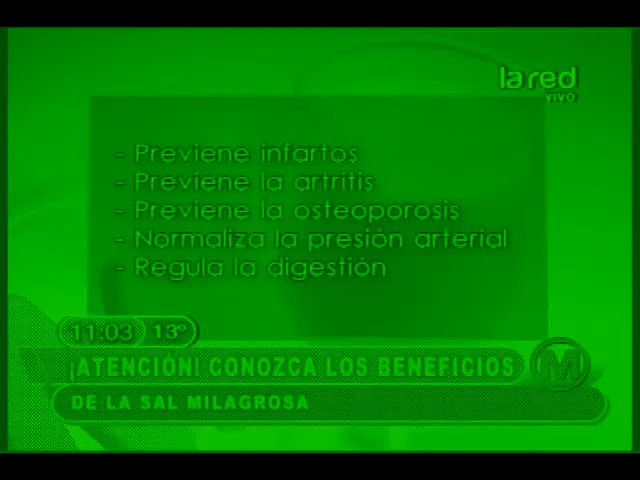 la red
VIVO
- Previene infartos
- Previene la artritis
- Previene la osteoporosis
- Normaliza la presión arterial
- Regula la digestión
11:03 13º
¡ATENCIÓN! CONOZCA LOS BENEFICIOS
M
DE LA SAL MILAGROSA